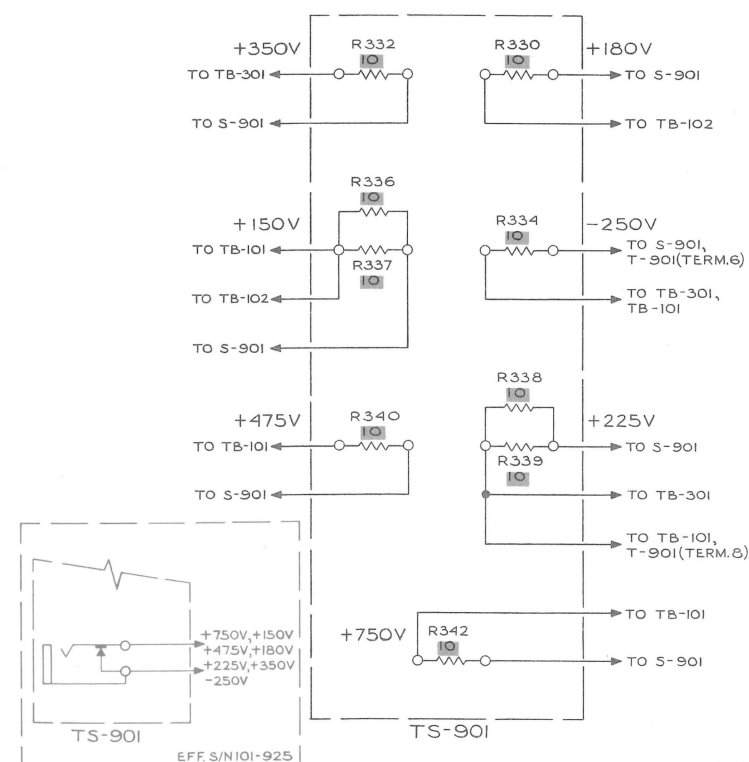 +350V
R332
10
TO TB-301
TO S-901
R330
10
+180V
TO S-901
TO TB-102
+150V
R336
10
R337
10
TO TB-101
TO TB-102
TO S-901
R334
10
-250V
TO S-901,
T-901(TERM.6)
TO TB-301,
TB-101
+475V
R340
10
TO TB-101
TO S-901
R338
10
R339
10
+225V
TO S-901
TO TB-301
TO TB-101,
T-901(TERM.8)
+750V
R342
10
TO TB-101
TO S-901
TS-901
+750V,+150V
+475V,+180V
+225V,+350V
-250V
TS-901
EFF. S/N 101-925